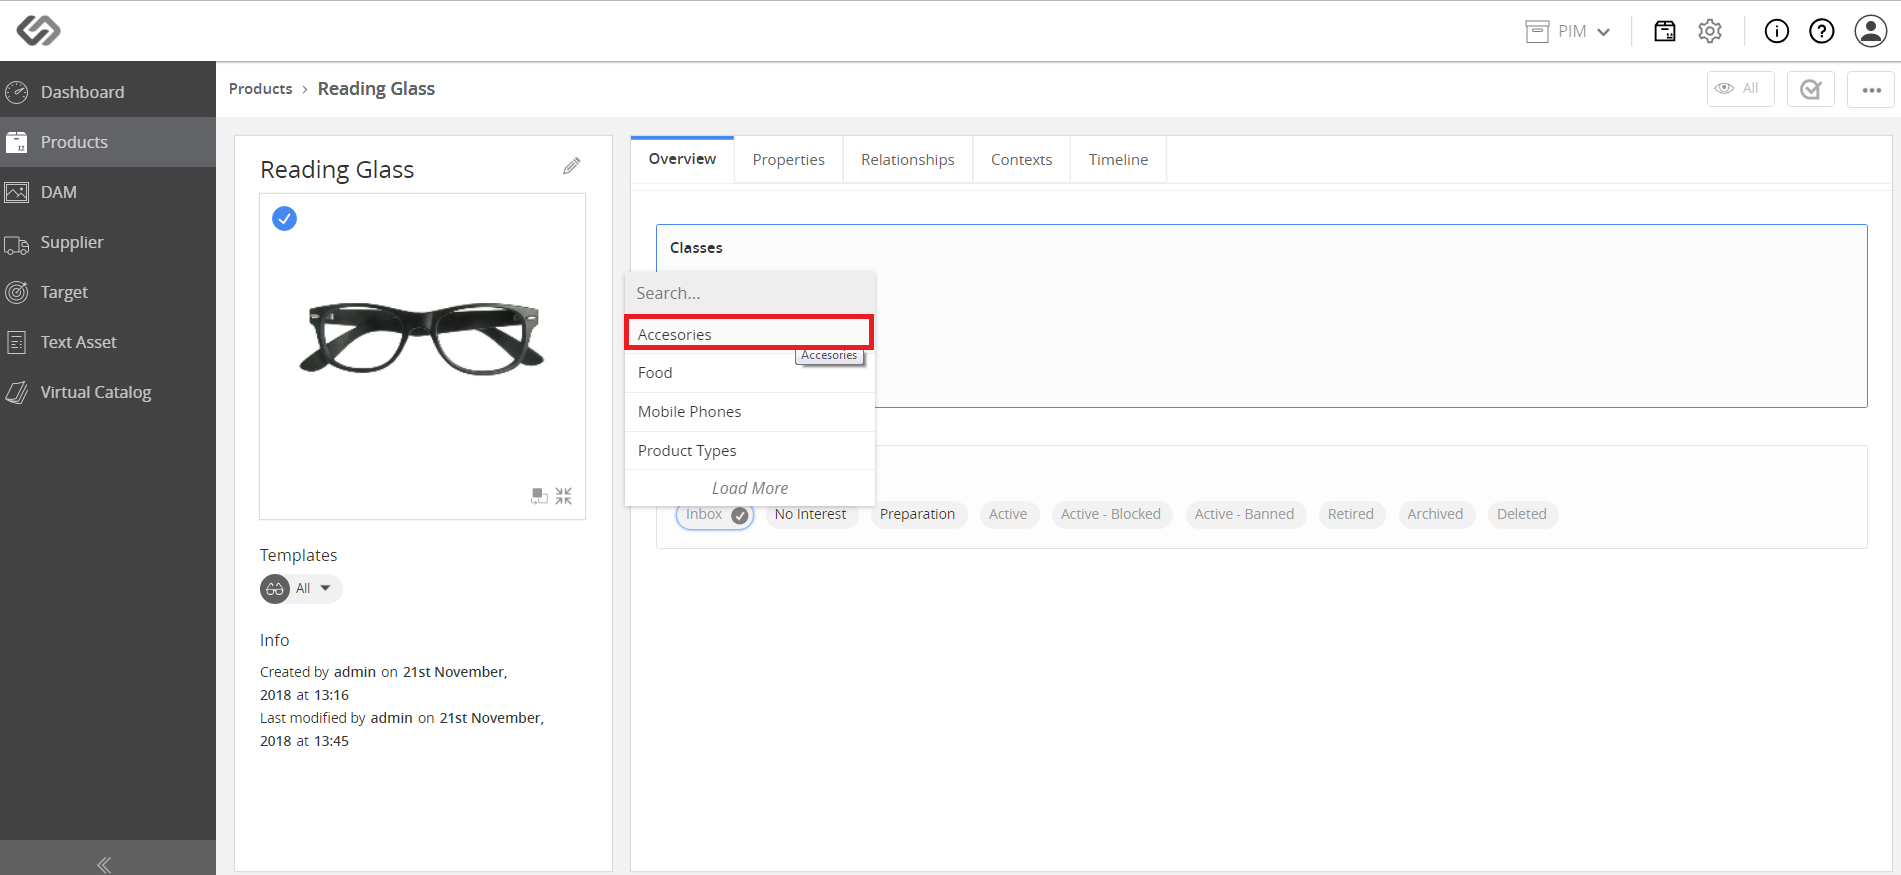 PIM
All
Products › Reading Glass
Dashboard
Products
DAM
Supplier
Target
Text Asset
Virtual Catalog
Reading Glass
Templates
All
Info
Created by admin on 21st November,
2018 at 13:16
Last modified by admin on 21st November,
2018 at 13:45
Overview Properties Relationships Contexts Timeline
Classes
Search...
Accesories
Accesories
Food
Mobile Phones
Product Types
Load More
Inbox No Interest Preparation Active Active - Blocked Active - Banned Retired Archived Deleted